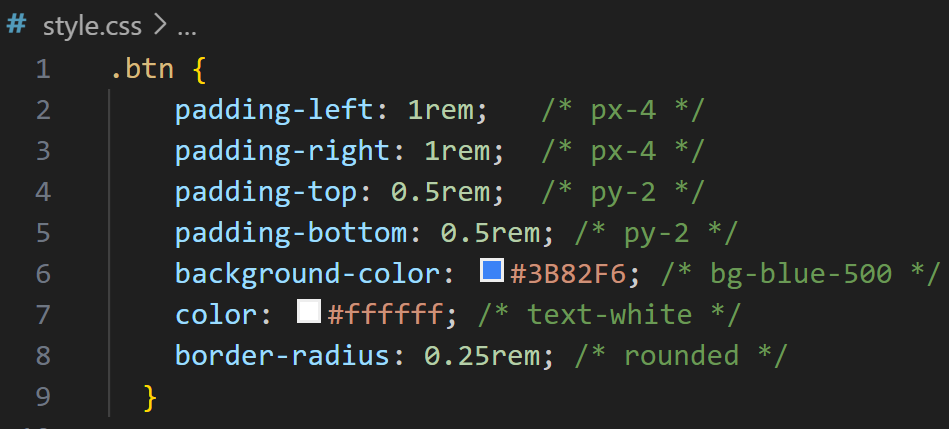 # style.css > ...
1 .btn {
2 padding-left: 1rem; /* px-4 */
3 padding-right: 1rem; /* px-4 */
4 padding-top: 0.5rem; /* py-2 */
5 padding-bottom: 0.5rem; /* py-2 */
6 background-color: #3B82F6; /* bg-blue-500 */
7 color: #ffffff; /* text-white */
8 border-radius: 0.25rem; /* rounded */
9 }